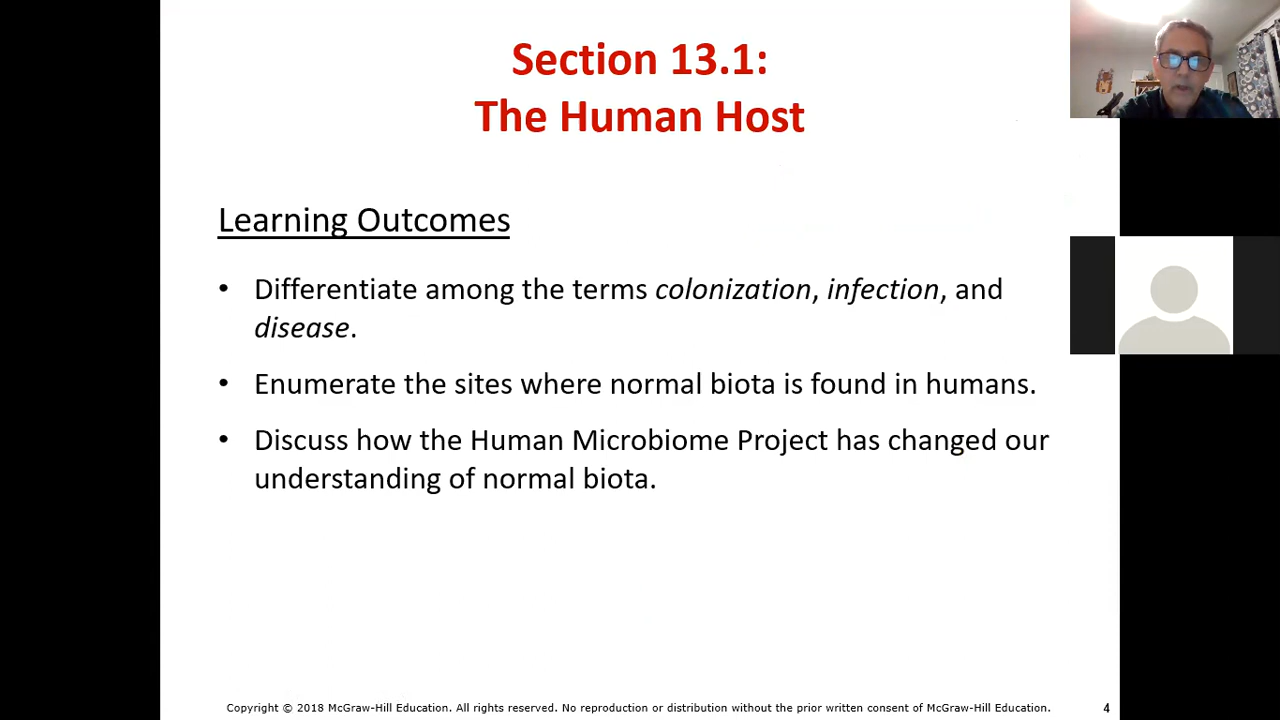 Section 13.1:
The Human Host
Learning Outcomes
• Differentiate among the terms colonization, infection, and
disease.
• Enumerate the sites where normal biota is found in humans.
• Discuss how the Human Microbiome Project has changed our
understanding of normal biota.
Copyright © 2018 McGraw-Hill Education. All rights reserved. No reproduction or distribution without the prior written consent of McGraw-Hill Education.
4